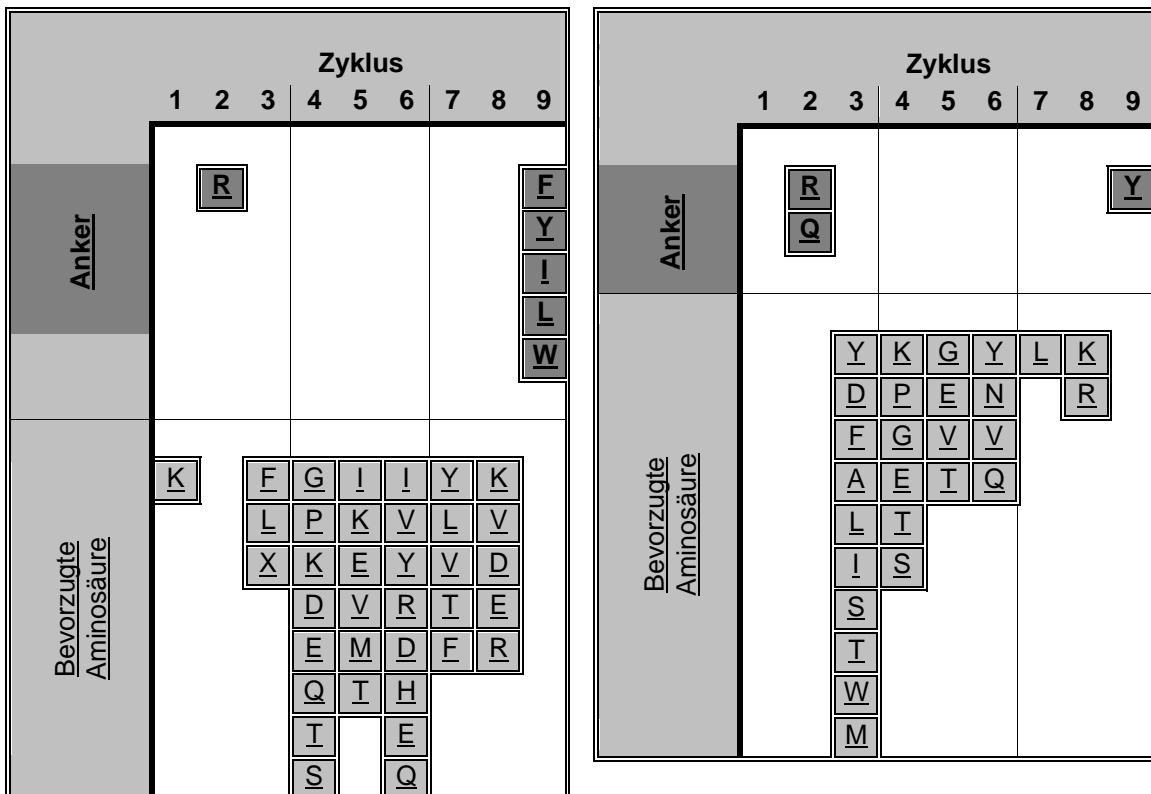 Zyklus
1 2 3 4 5 6 7 8 9
Anker
R F
Y
I
L
W
Bevorzugte
Aminosäure
K F G I I Y K
L P K V L V
X K E Y V D
D V R T E
E M D F R
Q T H
T E
S Q
Zyklus
1 2 3 4 5 6 7 8 9
Anker
R Y
Q
Bevorzugte
Aminosäure
Y K G Y L K
D P E N R
F G V V
A E T Q
L T
I S
S
T
W
M